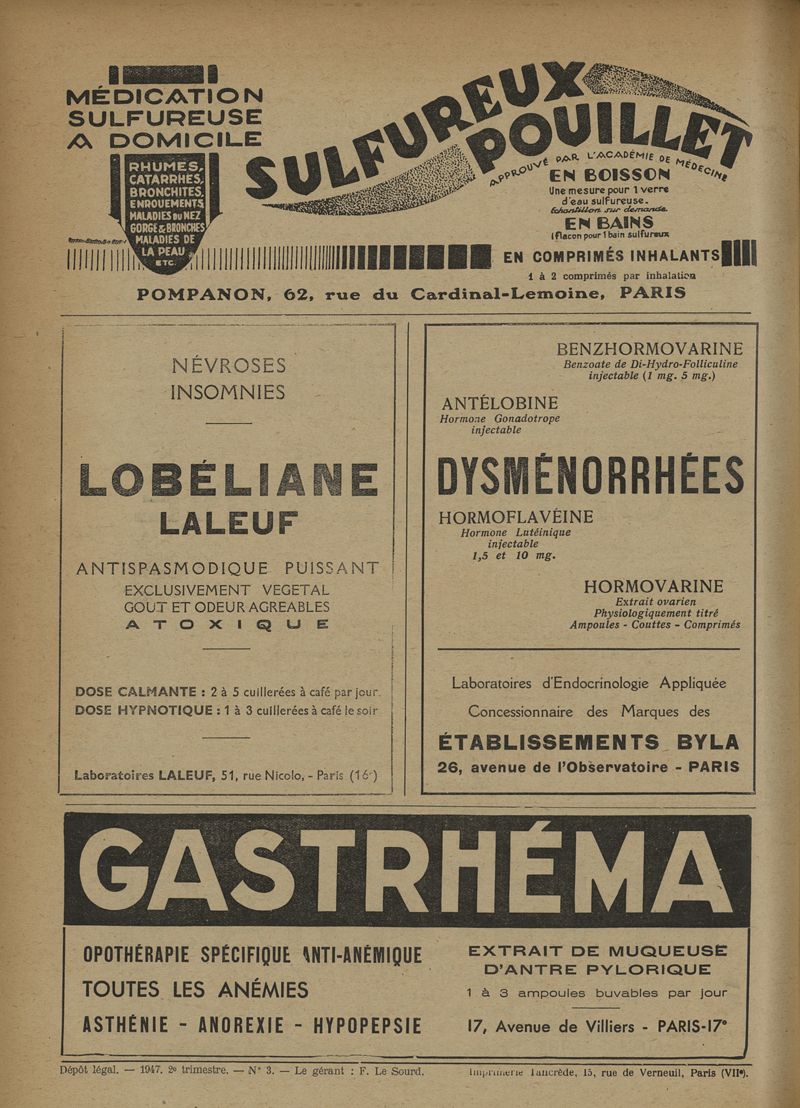 MÉDICATION
SULFUREUSE
A DOMICILE
RHUMES,
CATARRHES,
BRONCHITES,
ENROUEMENTS,
MALADIES DU NEZ
GORGE & BRONCHES
MALADIES DE
LA PEAU
ETC.
SULFUREUX
POUILLET
APPROUVÉ PAR L'ACADÉMIE DE MÉDECINE
EN BOISSON
Une mesure pour 1 verre
d'eau sulfureuse.
Echantillon sur demande.
EN BAINS
1 flacon pour 1 bain sulfureux
EN COMPRIMÉS INHALANTS
1 à 2 comprimés par inhalation
POMPANON, 62, rue du Cardinal-Lemoine, PARIS
NÉVROSES
INSOMNIES
LOBÉLIANE
LALEUF
ANTISPASMODIQUE PUISSANT
EXCLUSIVEMENT VEGETAL
GOUT ET ODEUR AGREABLES
ATOXIQUE
DOSE CALMANTE : 2 à 5 cuillerées à café par jour.
DOSE HYPNOTIQUE : 1 à 3 cuillerées à café le soir
Laboratoires LALEUF, 51, rue Nicolo, - Paris (16e)
BENZHORMOVARINE
Benzoate de Di-Hydro-Folliculine
injectable (1 mg. 5 mg.)
ANTÉLOBINE
Hormone Gonadotrope
injectable
DYSMÉNORRHÉES
HORMOFLAVÉINE
Hormone Lutéinique
injectable
1,5 et 10 mg.
HORMOVARINE
Extrait ovarien
Physiologiquement titré
Ampoules - Couttes - Comprimés
Laboratoires d'Endocrinologie Appliquée
Concessionnaire des Marques des
ÉTABLISSEMENTS BYLA
26, avenue de l'Observatoire - PARIS
GASTRHÉMA
OPOTHÉRAPIE SPÉCIFIQUE ANTI-ANÉMIQUE
TOUTES LES ANÉMIES
ASTHÉNIE - ANOREXIE - HYPOPEPSIE
EXTRAIT DE MUQUEUSE
D'ANTRE PYLORIQUE
1 à 3 ampoules buvables par jour
17, Avenue de Villiers - PARIS-17e
Dépôt légal. — 1947. 2e trimestre. — N° 3. — Le gérant : F. Le Sourd.
Imprimerie Tancrède, 15, rue de Verneuil, Paris (VIIe).